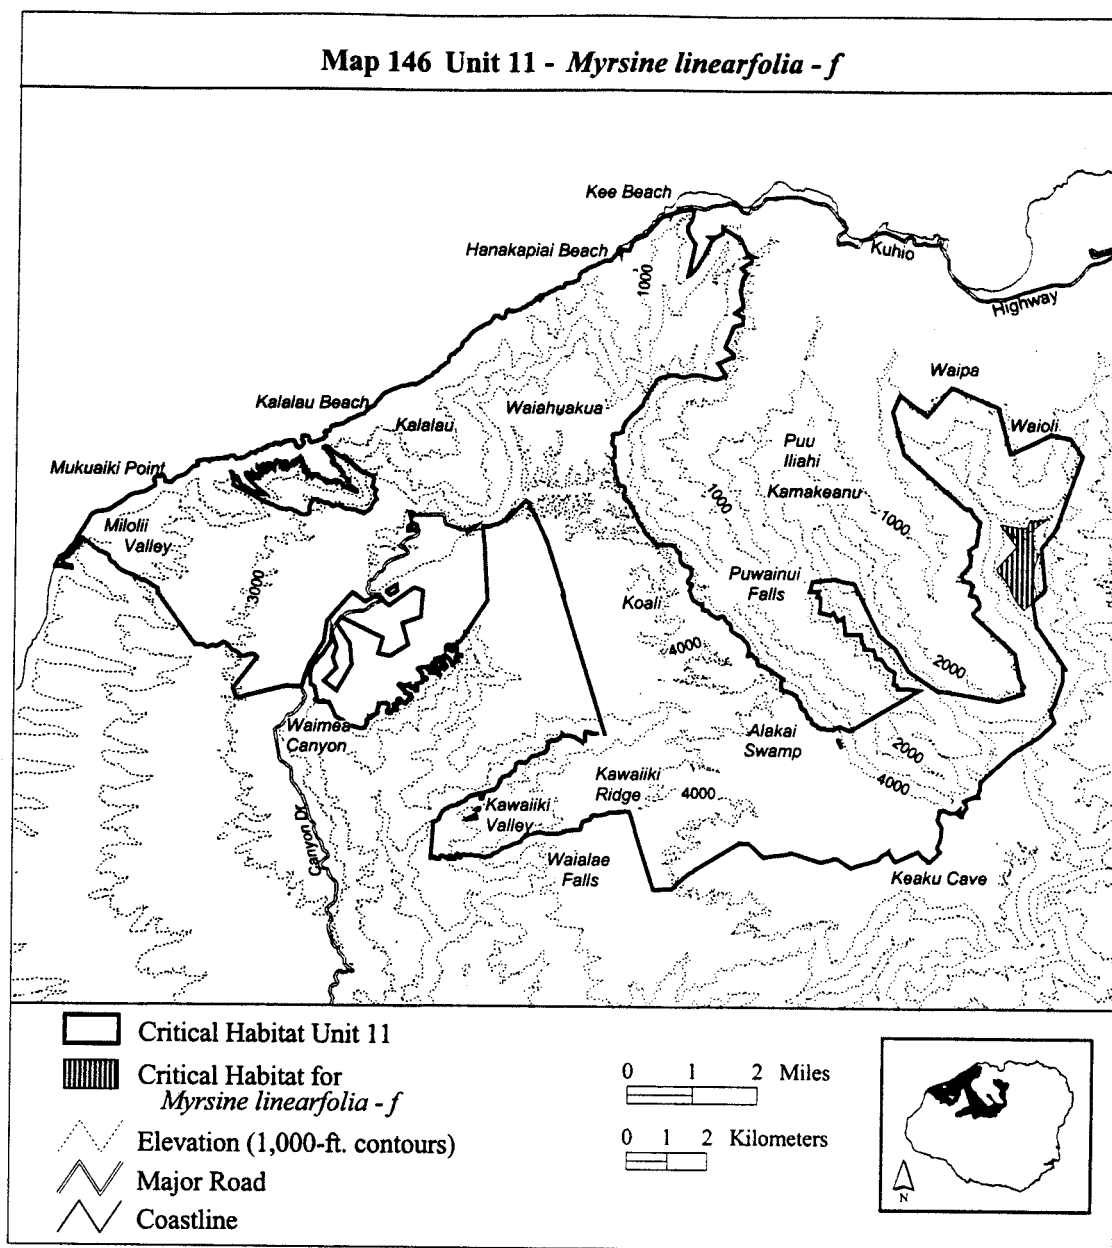 Map 146 Unit 11 - Myrsine linearfolia - f
Kee Beach
Hanakapiai Beach
Kuhio
1000
Highway
Waipa
Kalalau Beach
Waiahuakua
Kalalau
Waioli
Puu
Iliahi
Mukuaiki Point
Kamakeanu
1000
1000
Milolii
Valley
3000
Puwainui
Falls
Koali
4000
2000
Waimea
Canyon
Alakai
Swamp
2000
Kawaiiki
Ridge
4000
4000
Kawaiiki
Valley
Canyon Dr.
Waialae
Falls
Keaku Cave
Critical Habitat Unit 11
Critical Habitat for
Myrsine linearfolia - f
Elevation (1,000-ft. contours)
Major Road
Coastline
0 1 2 Miles
0 1 2 Kilometers
N